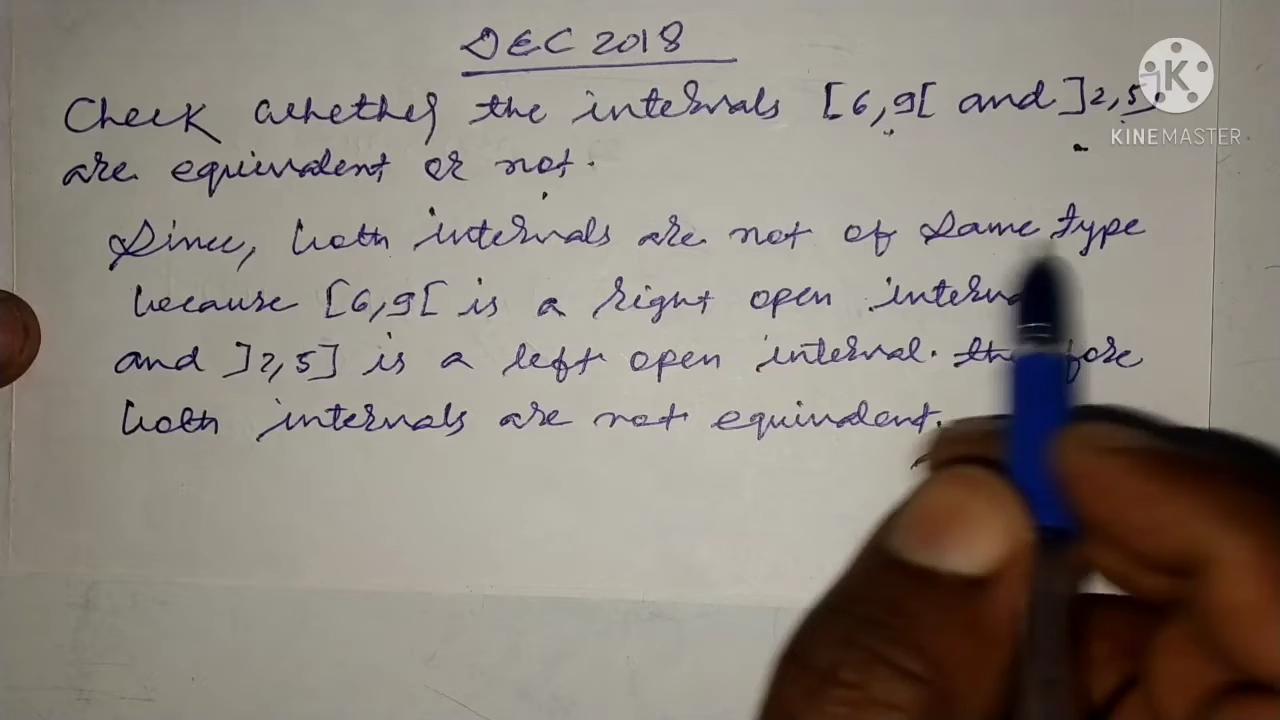 DEC 2018
Check whether the intervals [6,9[ and ]2,5]
are equivalent or not.
Since, both intervals are not of same type
because [6,9[ is a right open
and ]2,5] is a left open interval.
both intervals are not equivalent.
K
KINEMASTER